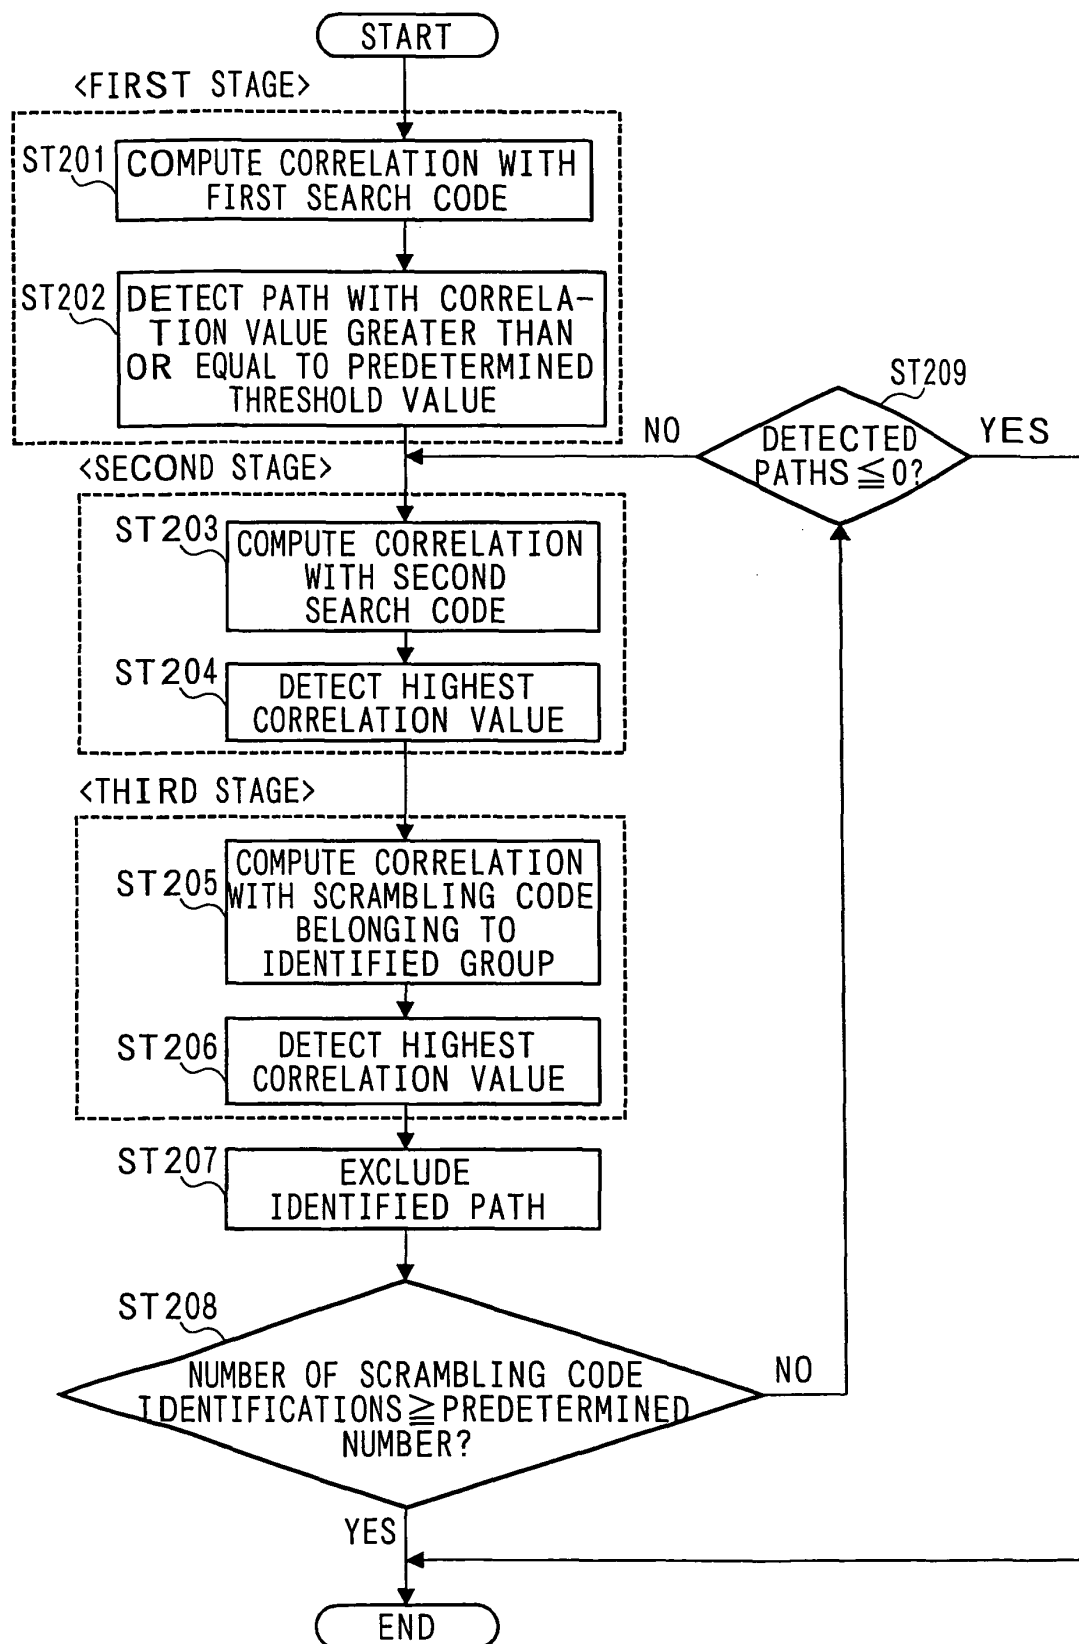 START
<FIRST STAGE>
ST201
COMPUTE CORRELATION WITH
FIRST SEARCH CODE
ST202
DETECT PATH WITH CORRELA-
TION VALUE GREATER THAN
OR EQUAL TO PREDETERMINED
THRESHOLD VALUE
ST209
NO
DETECTED
PATHS ≦ 0?
YES
<SECOND STAGE>
ST203
COMPUTE CORRELATION
WITH SECOND
SEARCH CODE
ST204
DETECT HIGHEST
CORRELATION VALUE
<THIRD STAGE>
ST205
COMPUTE CORRELATION
WITH SCRAMBLING CODE
BELONGING TO
IDENTIFIED GROUP
ST206
DETECT HIGHEST
CORRELATION VALUE
ST207
EXCLUDE
IDENTIFIED PATH
ST208
NUMBER OF SCRAMBLING CODE
IDENTIFICATIONS ≧ PREDETERMINED
NUMBER?
NO
YES
END